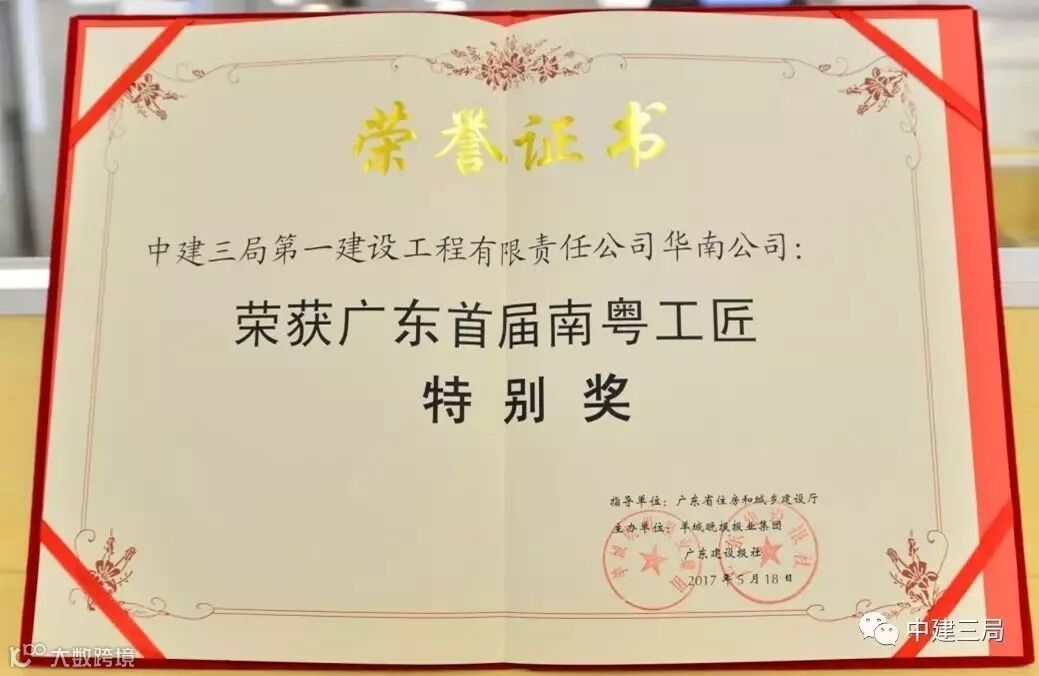 荣誉证书
中建三局第一建设工程有限责任公司华南公司：
荣获广东首届南粤工匠
特别奖
指导单位：广东省住房和城乡建设厅
主办单位：羊城晚报报业集团
广东建设报社
2017年5月18日
中建三局
大数跨境